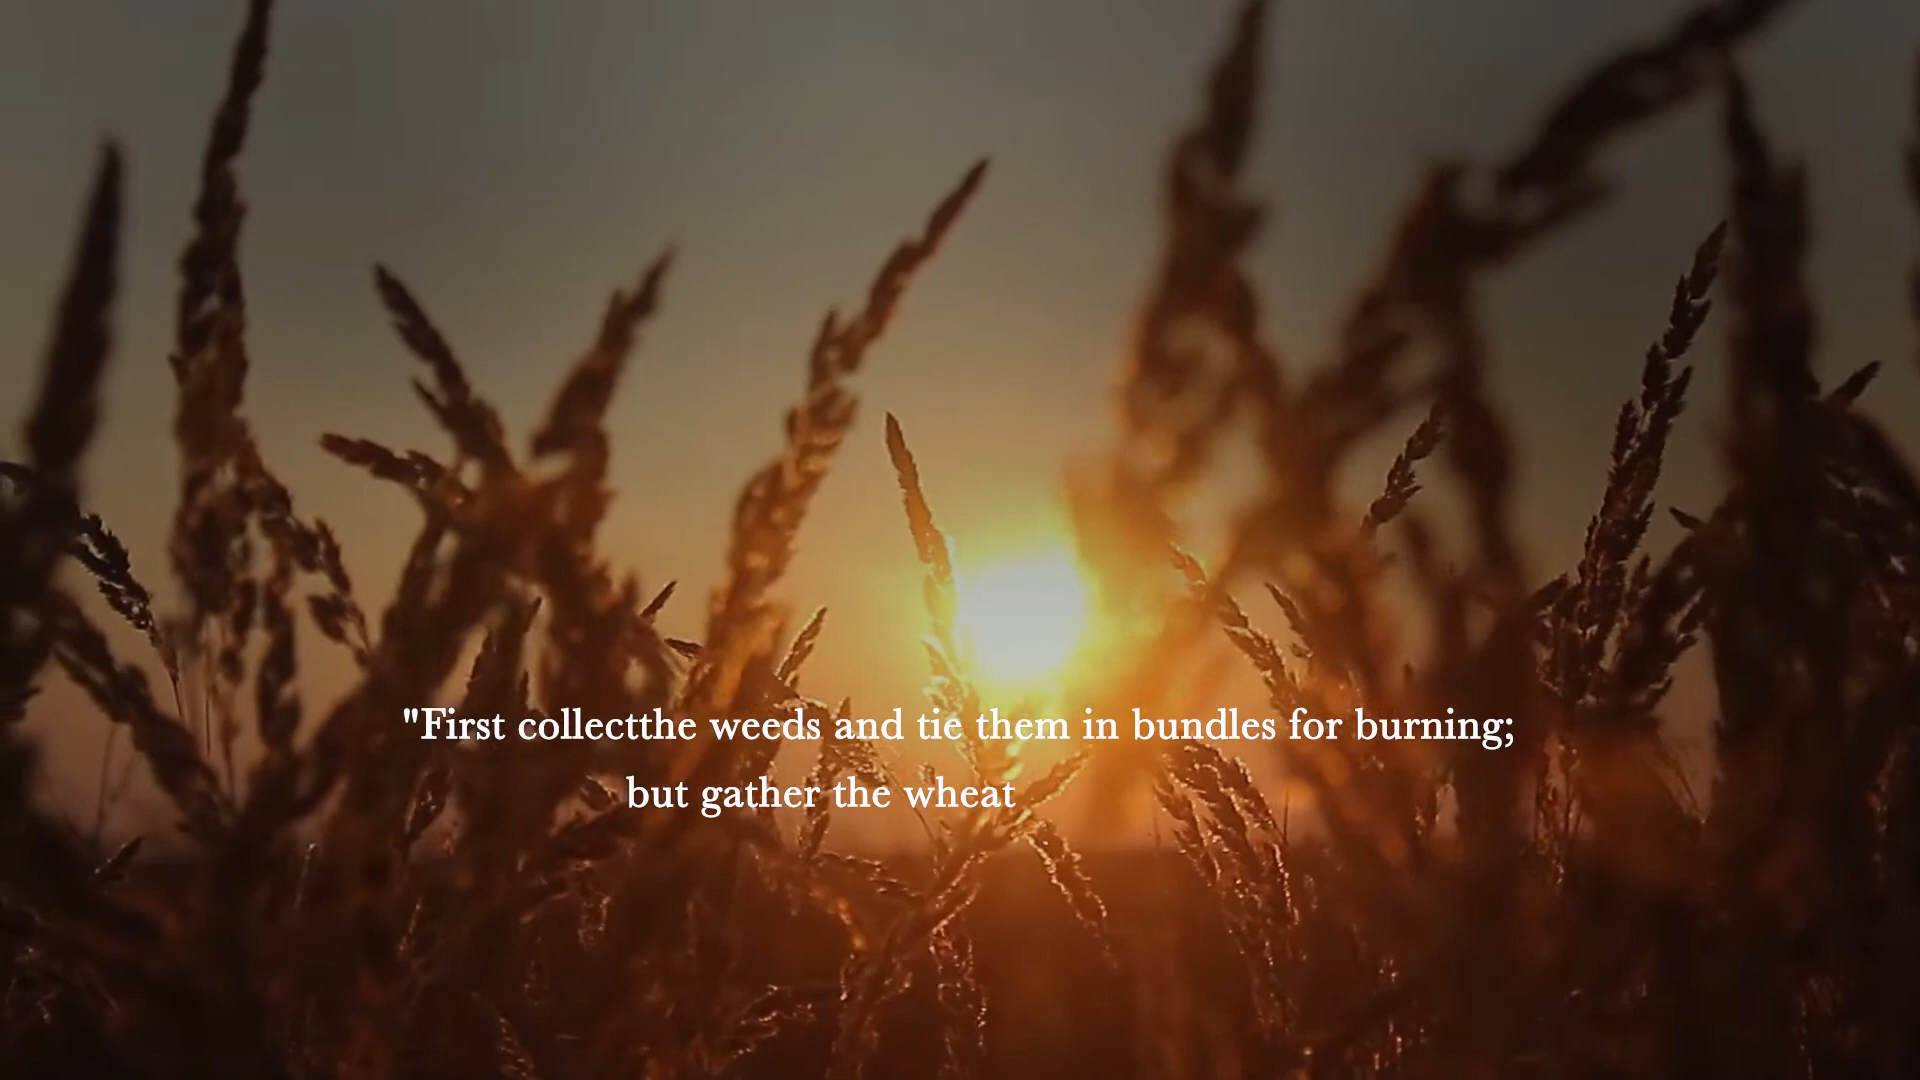 "First collectthe weeds and tie them in bundles for burning;
but gather the wheat